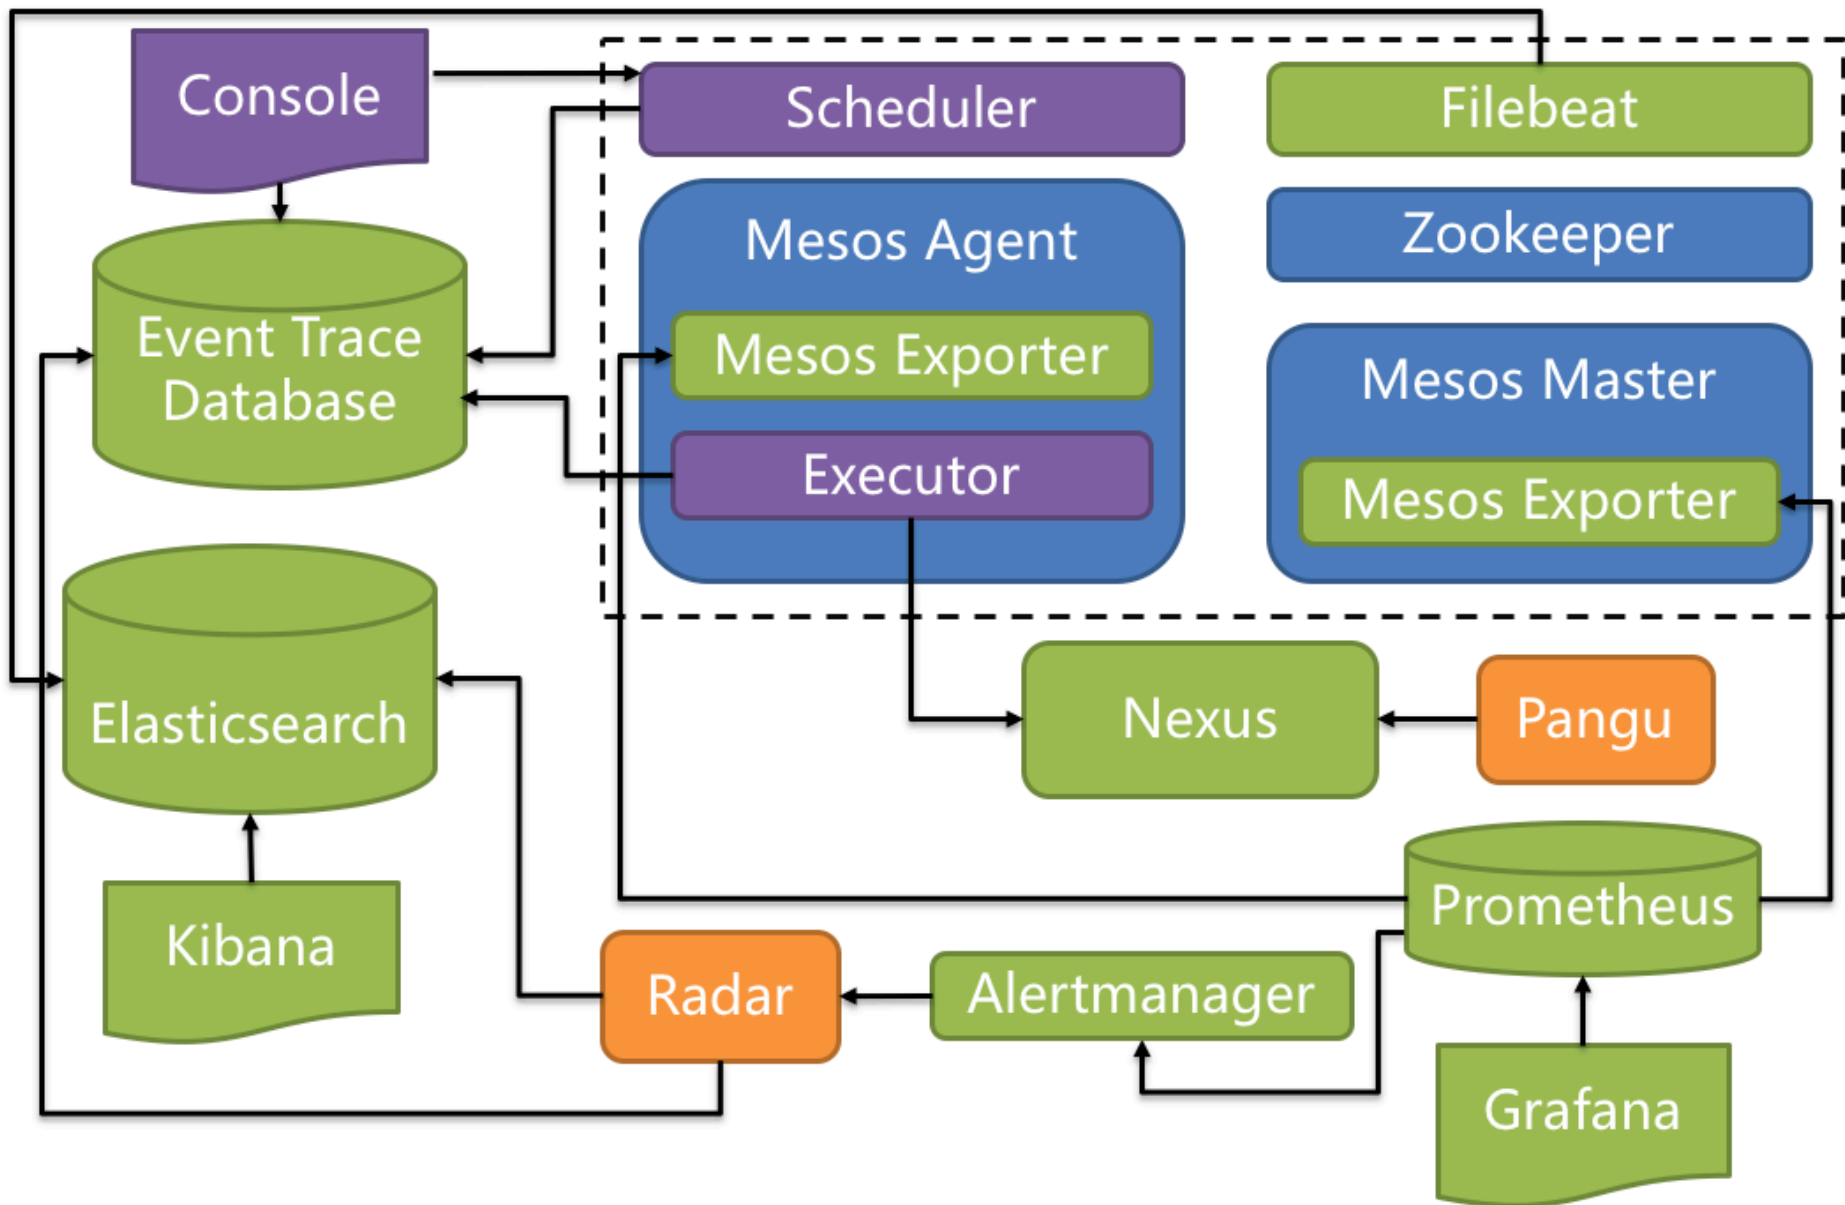 Console
Scheduler
Filebeat
Mesos Agent
Zookeeper
Event Trace
Database
Mesos Exporter
Mesos Master
Executor
Mesos Exporter
Elasticsearch
Nexus
Pangu
Kibana
Prometheus
Radar
Alertmanager
Grafana